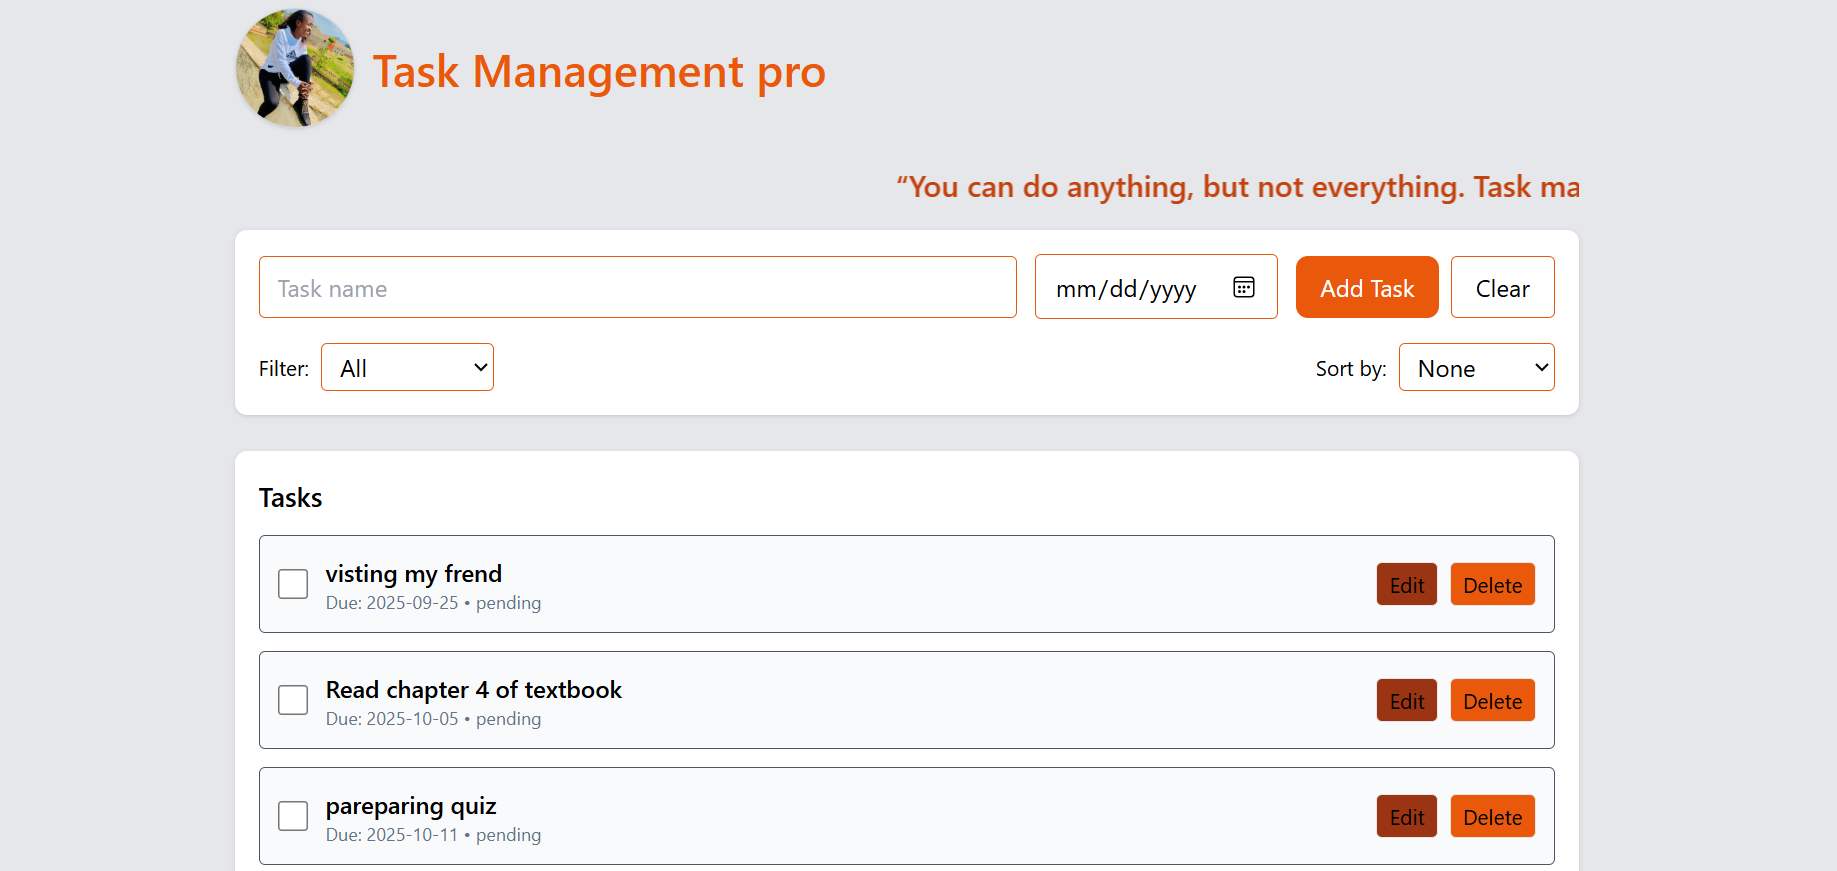 Task Management pro
“You can do anything, but not everything. Task ma
Task name
mm/dd/yyyy
Add Task
Clear
Filter: All
Sort by: None
Tasks
visting my frend
Due: 2025-09-25 • pending
Edit Delete
Read chapter 4 of textbook
Due: 2025-10-05 • pending
Edit Delete
pareparing quiz
Due: 2025-10-11 • pending
Edit Delete